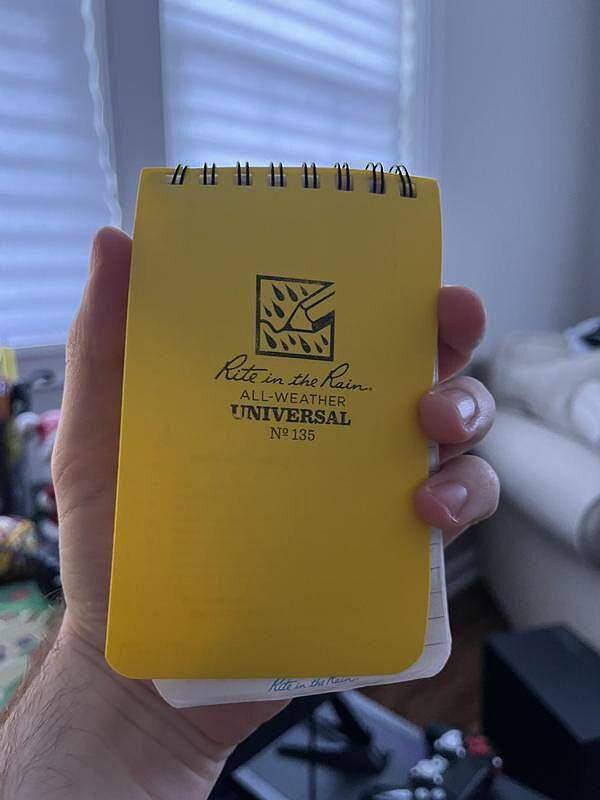 Rite in the Rain.
ALL-WEATHER
UNIVERSAL
Nº 135
Rite in the Rain.